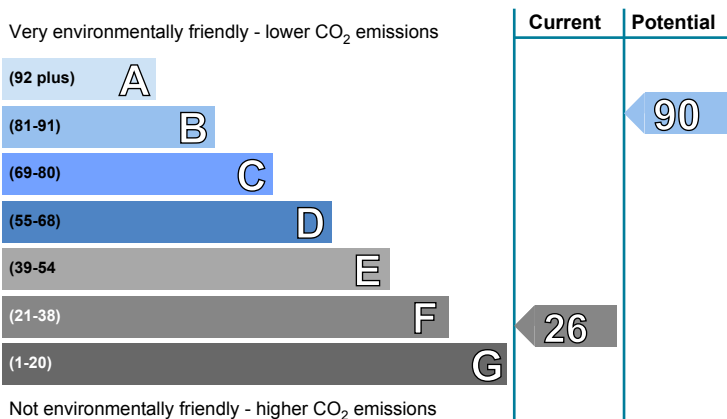 Current Potential
Very environmentally friendly - lower CO2 emissions
(92 plus) A
(81-91) B
90
(69-80) C
(55-68) D
(39-54 E
(21-38) F
26
(1-20) G
Not environmentally friendly - higher CO2 emissions